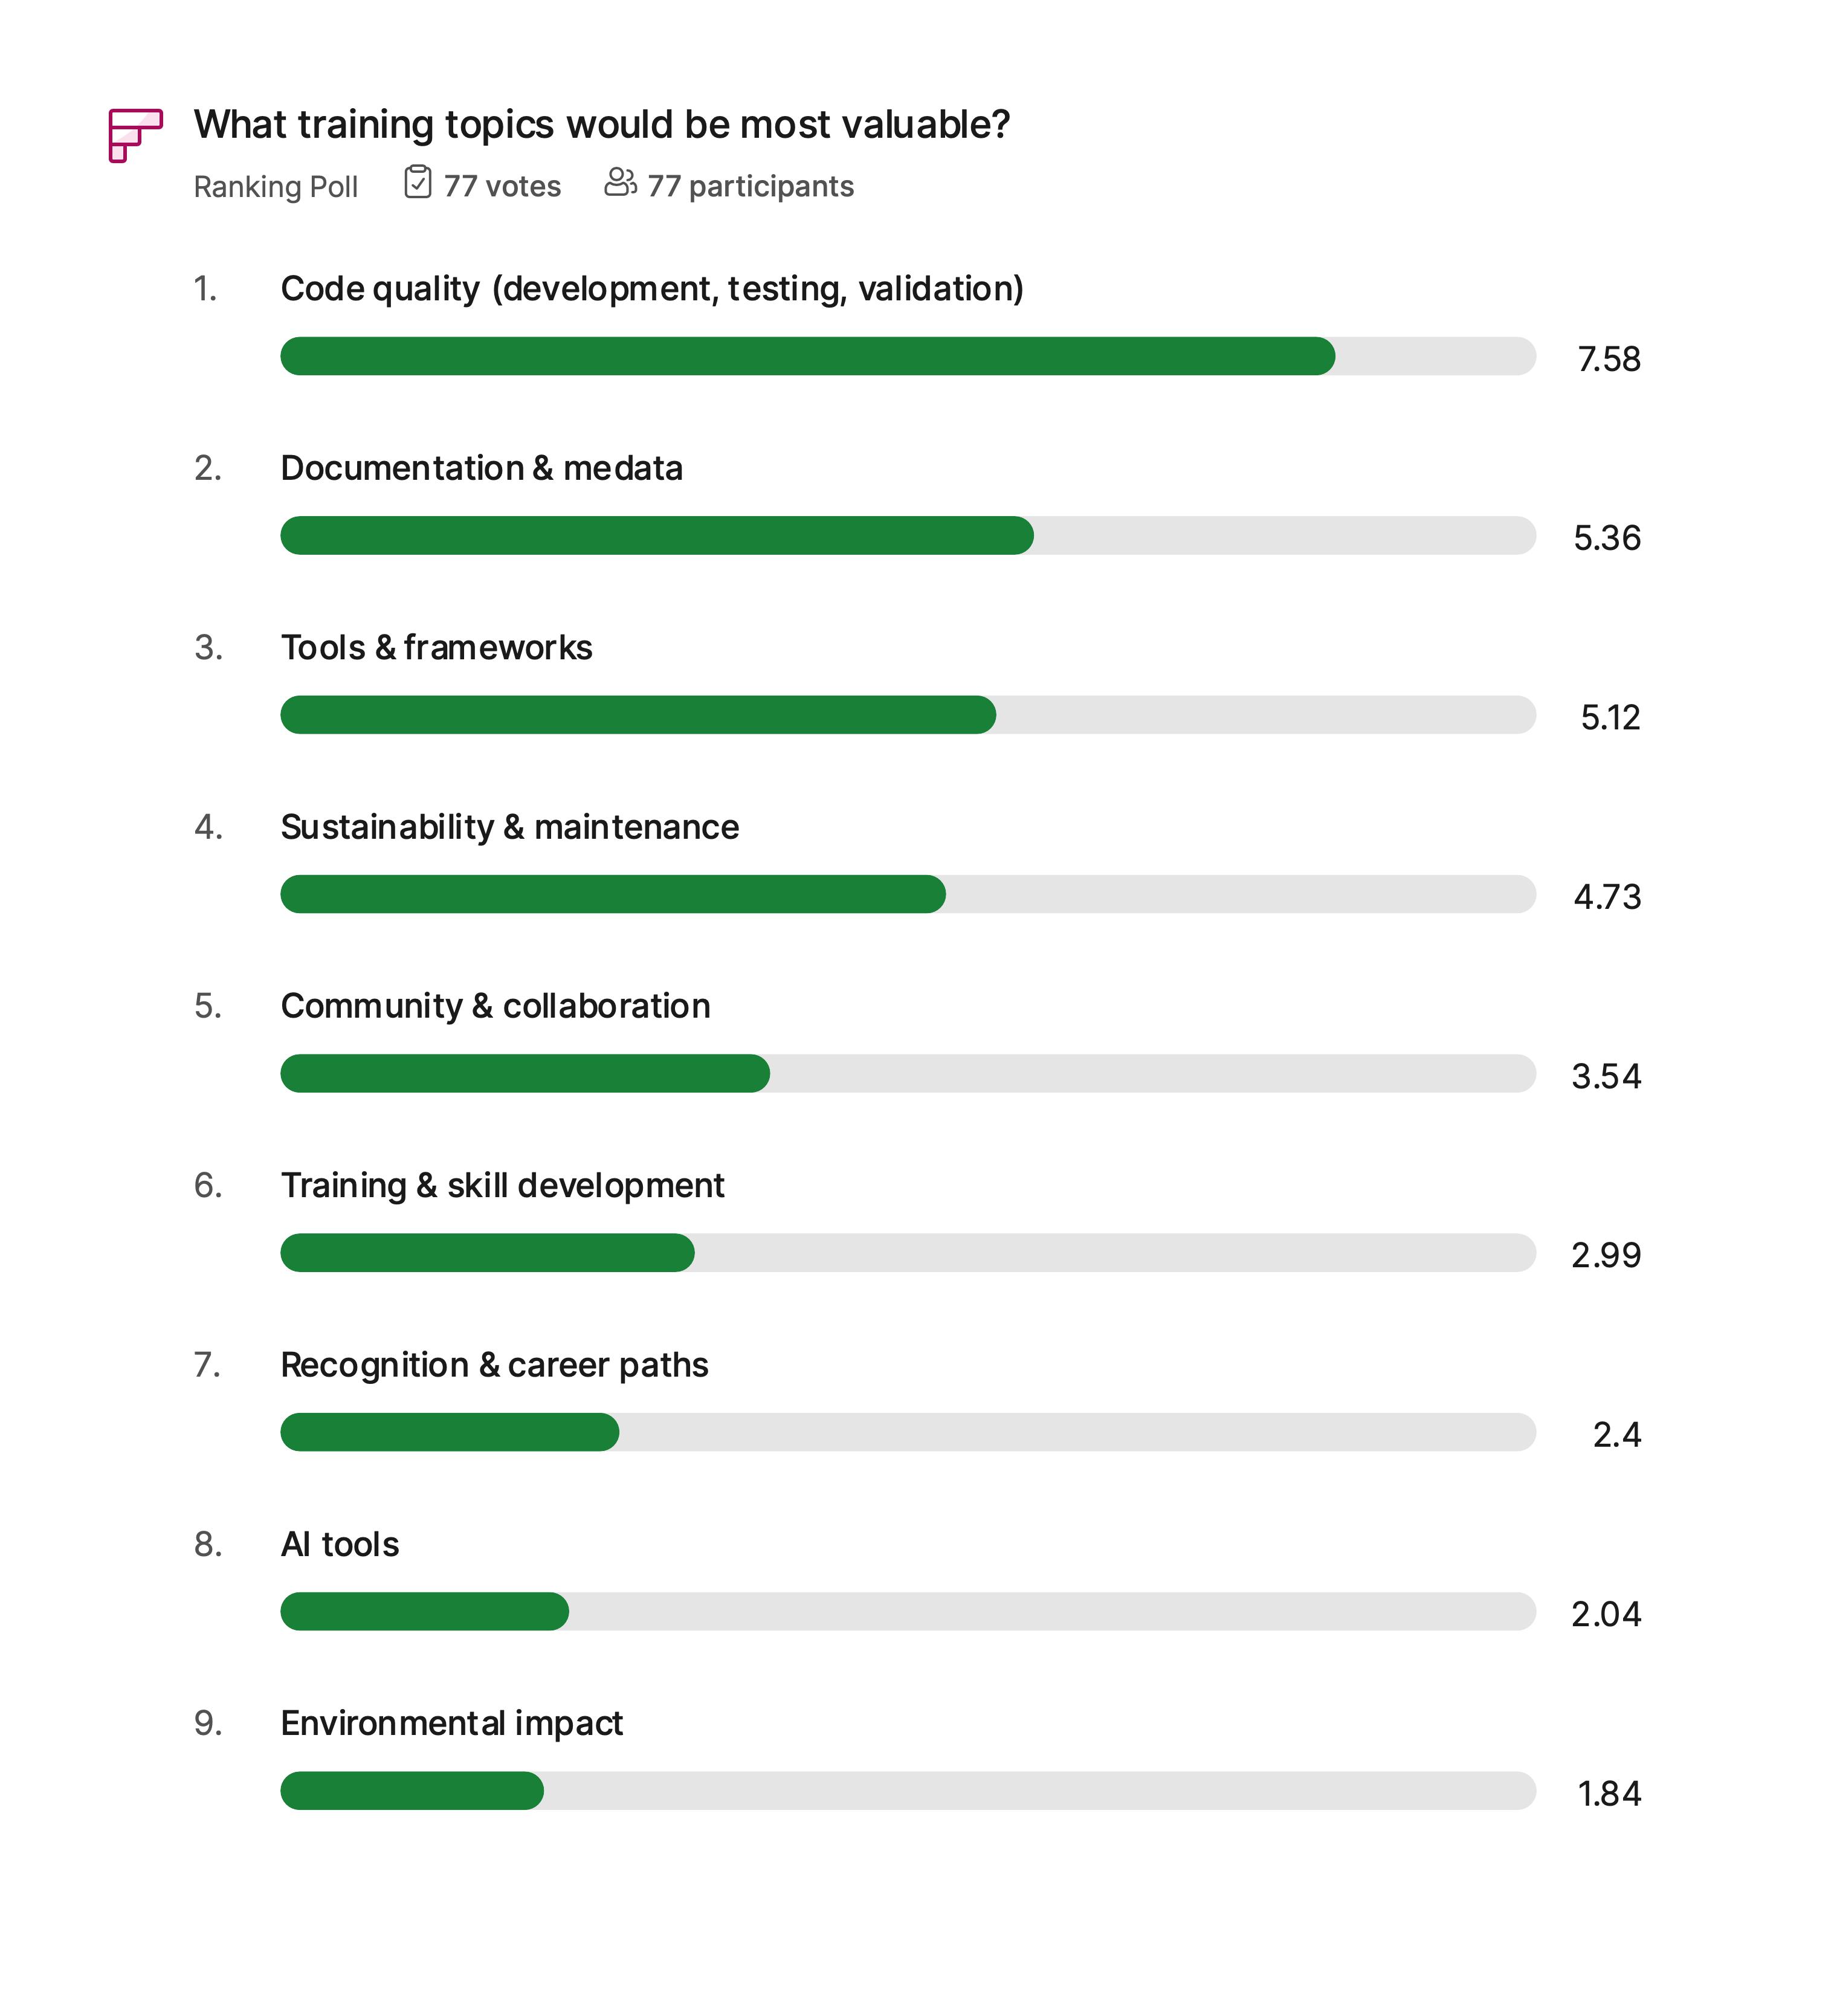 What training topics would be most valuable?
Ranking Poll 77 votes 77 participants
1. Code quality (development, testing, validation)
7.58
2. Documentation & medata
5.36
3. Tools & frameworks
5.12
4. Sustainability & maintenance
4.73
5. Community & collaboration
3.54
6. Training & skill development
2.99
7. Recognition & career paths
2.4
8. AI tools
2.04
9. Environmental impact
1.84